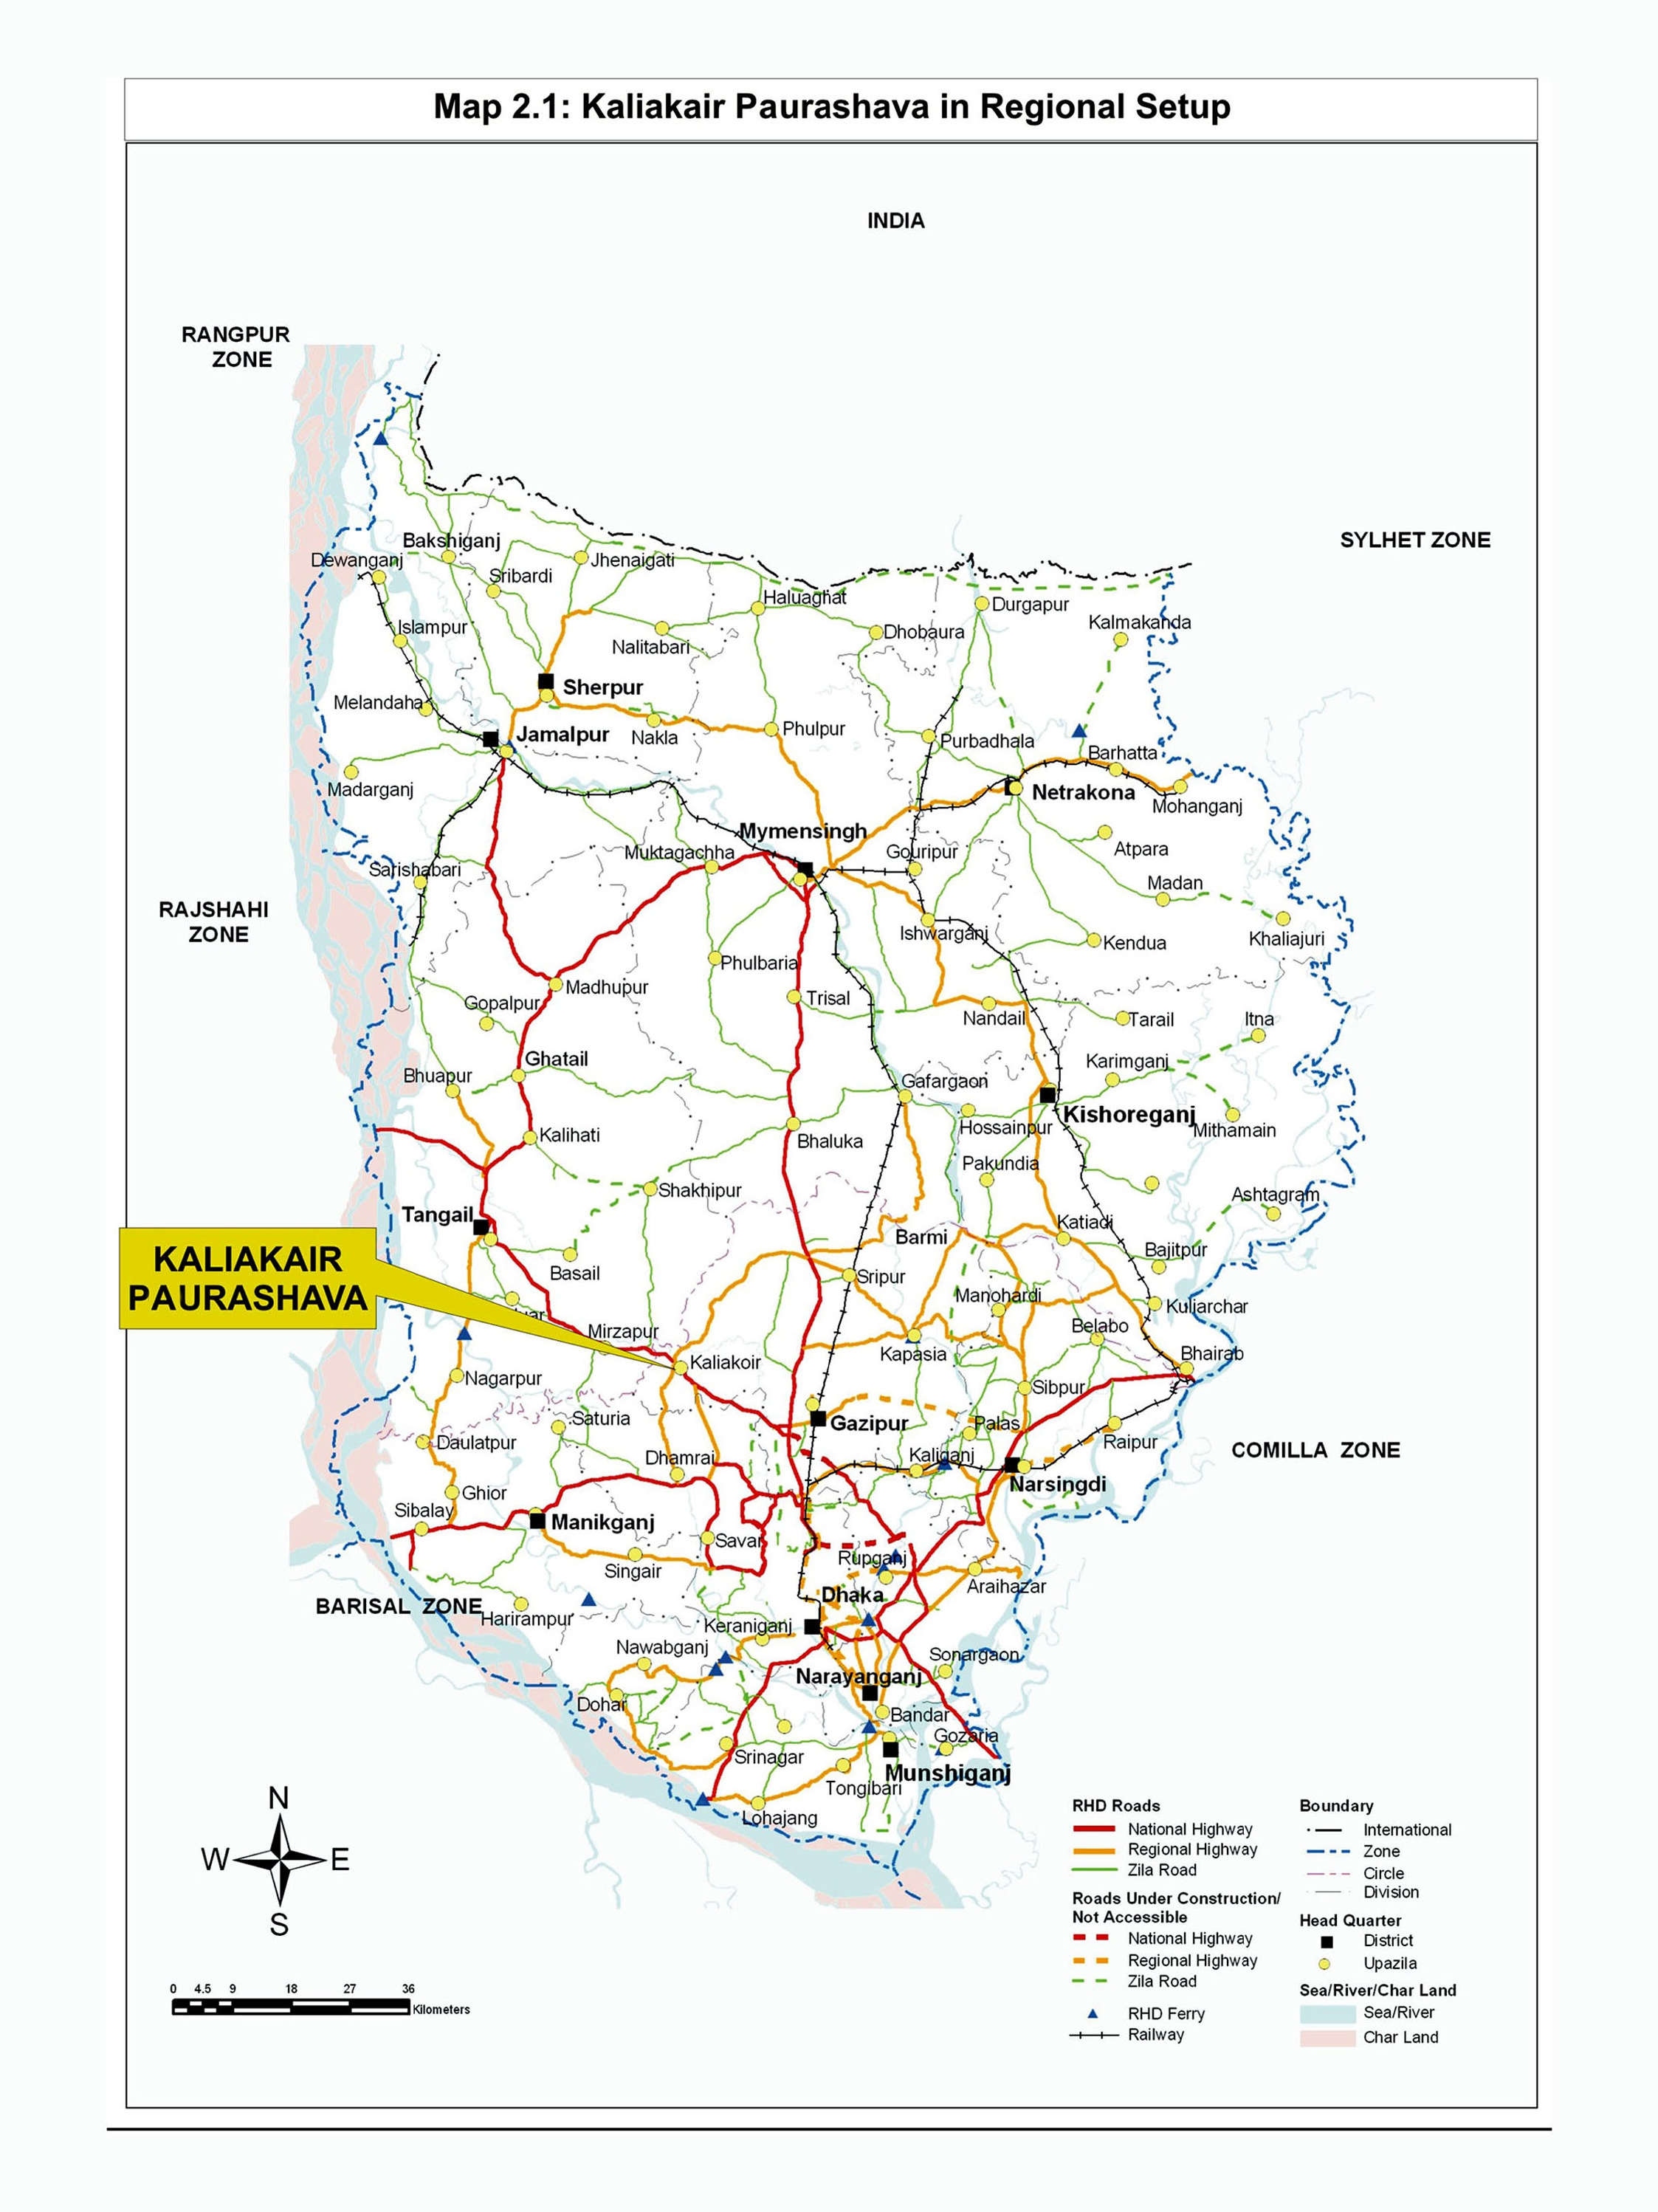 Map 2.1: Kaliakair Paurashava in Regional Setup
INDIA
RANGPUR
ZONE
SYLHET ZONE
Bakshiganj
Dewanganj
Jhenaigati
Sribardi
Haluaghat
Durgapur
Islampur
Kalmakanda
Dhobaura
Nalitabari
Sherpur
Melandaha
Jamalpur
Nakla
Phulpur
Purbadhala
Barhatta
Madarganj
Netrakona
Mohanganj
Mymensingh
Muktagachha
Gouripur
Atpara
Sarishabari
Madan
RAJSHAHI
ZONE
Ishwarganj
Kendua
Khaliajuri
Phulbaria
Madhupur
Gopalpur
Trisal
Nandail
Tarail
Itna
Ghatail
Karimganj
Bhuapur
Gafargaon
Kishoreganj
Hossainpur
Mithamain
Kalihati
Bhaluka
Pakundia
Shakhipur
Ashtagram
Tangail
Katiadi
Barmi
Bajitpur
KALIAKAIR
PAURASHAVA
Basail
Sripur
Manohardi
Kuliarchar
Mirzapur
Belabo
Kapasia
Bhairab
Kaliakoir
Nagarpur
Sibpur
Saturia
Gazipur
Palas
Daulatpur
Raipur
COMILLA ZONE
Dhamrai
Kaliganj
Narsingdi
Ghior
Sibalay
Manikganj
Savar
Rupganj
Singair
Araihazar
Dhaka
BARISAL ZONE
Harirampur
Keraniganj
Nawabganj
Sonargaon
Narayanganj
Dohar
Bandar
Gozaria
Srinagar
Munshiganj
Tongibari
Lohajang
N
W E
S
0 4.5 9 18 27 36
Kilometers
RHD Roads
National Highway
Regional Highway
Zila Road
Roads Under Construction/
Not Accessible
National Highway
Regional Highway
Zila Road
RHD Ferry
Railway
Boundary
International
Zone
Circle
Division
Head Quarter
District
Upazila
Sea/River/Char Land
Sea/River
Char Land